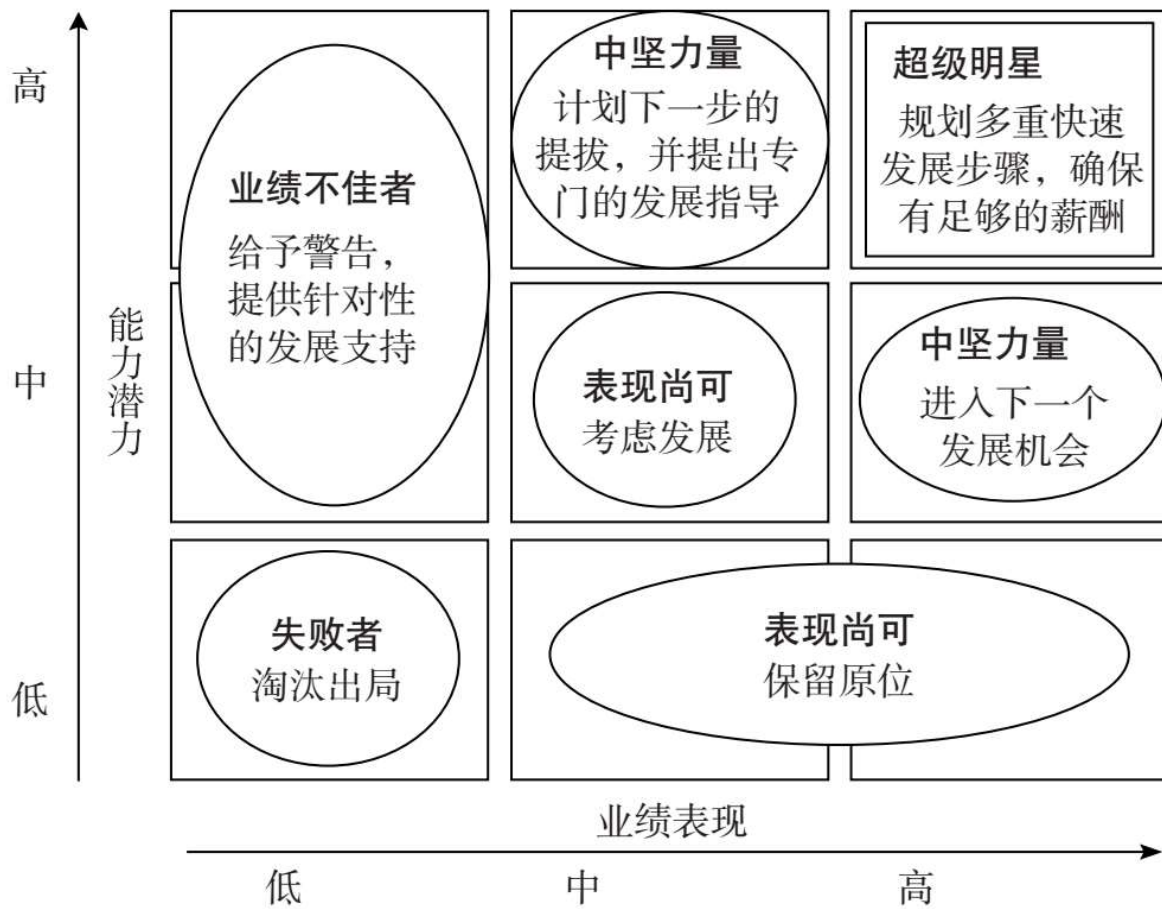 高
中
低
能力潜力
业绩不佳者
给予警告，
提供针对性
的发展支持
中坚力量
计划下一步的
提拔，并提出专
门的发展指导
超级明星
规划多重快速
发展步骤，确保
有足够的薪酬
表现尚可
考虑发展
中坚力量
进入下一个
发展机会
失败者
淘汰出局
表现尚可
保留原位
业绩表现
低
中
高